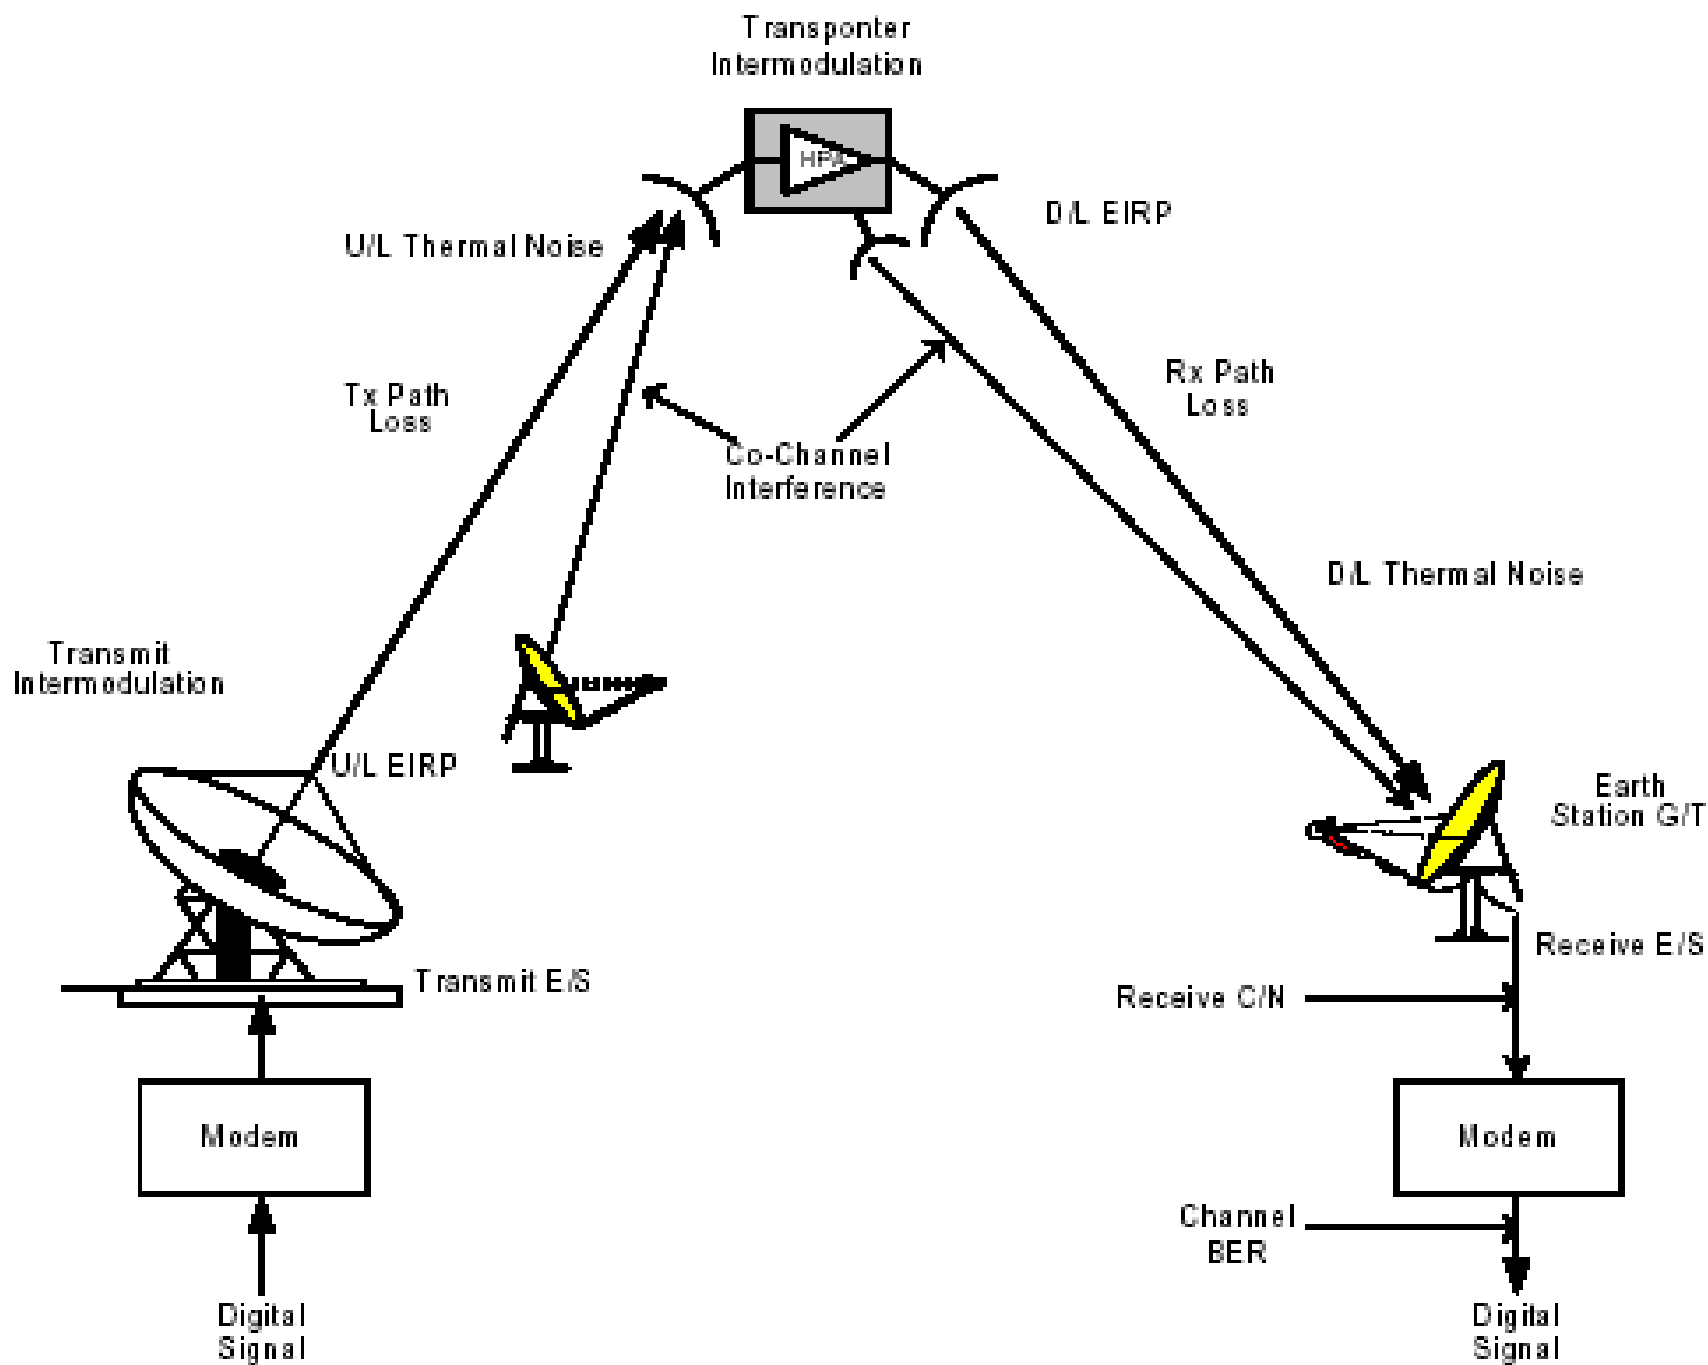 Transponter
Intermodulation
HPA
D/L EIRP
U/L Thermal Noise
Tx Path
Loss
Rx Path
Loss
Co-Channel
Interference
D/L Thermal Noise
Transmit
Intermodulation
U/L EIRP
Earth
Station G/T
Receive E/S
Transmit E/S
Receive C/N
Modem
Modem
Channel
BER
Digital
Signal
Digital
Signal